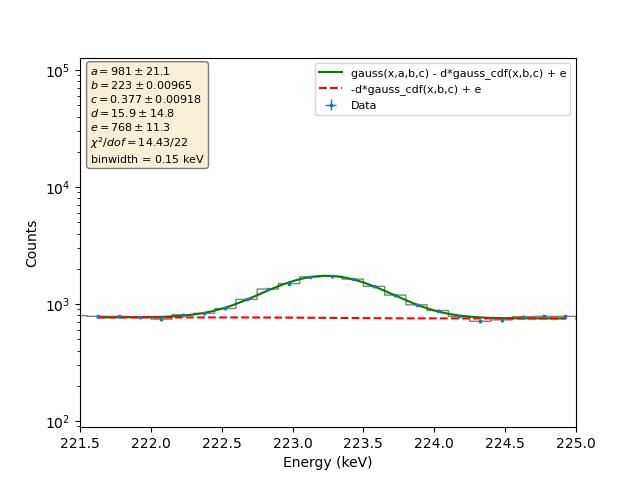 a = 981 ± 21.1
b = 223 ± 0.00965
c = 0.377 ± 0.00918
d = 15.9 ± 14.8
e = 768 ± 11.3
χ²/dof = 14.43/22
binwidth = 0.15 keV
gauss(x,a,b,c) - d*gauss_cdf(x,b,c) + e
-d*gauss_cdf(x,b,c) + e
Data
10⁵
10⁴
10³
10²
Counts
221.5 222.0 222.5 223.0 223.5 224.0 224.5 225.0
Energy (keV)